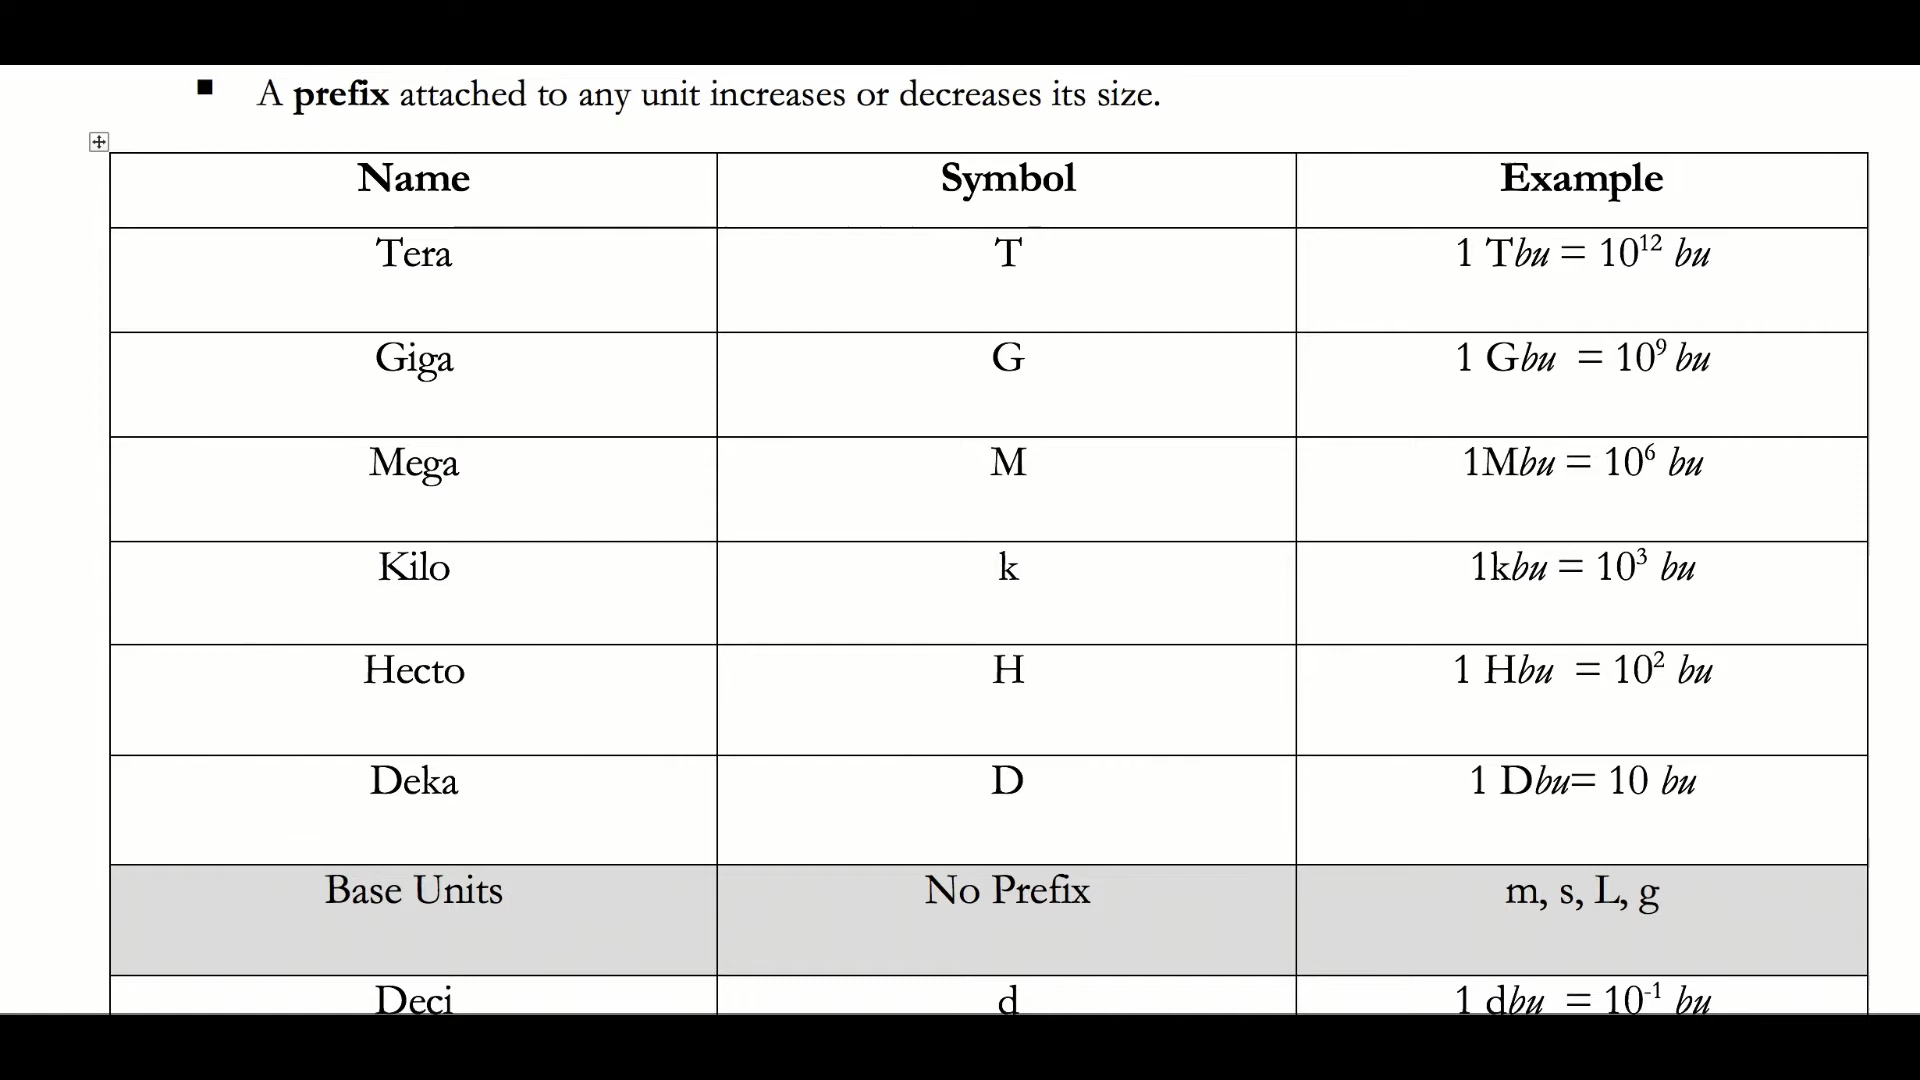 ▪ A prefix attached to any unit increases or decreases its size.
Name Symbol Example
Tera T 1 Tbu = 10¹² bu
Giga G 1 Gbu = 10⁹ bu
Mega M 1Mbu = 10⁶ bu
Kilo k 1kbu = 10³ bu
Hecto H 1 Hbu = 10² bu
Deka D 1 Dbu= 10 bu
Base Units No Prefix m, s, L, g
Deci d 1 dbu = 10⁻¹ bu